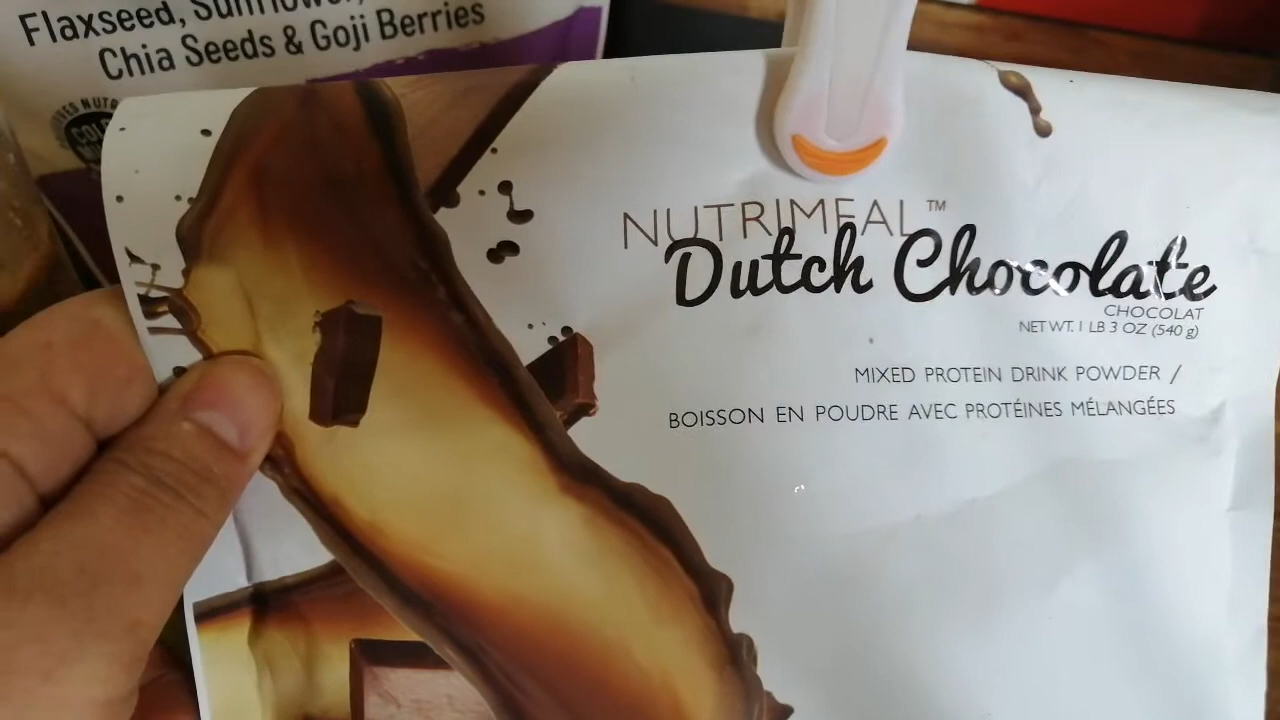 Flaxseed, Sunflower,
Chia Seeds & Goji Berries
NUTRIMEAL™
Dutch Chocolate
CHOCOLAT
NET WT. 1 LB 3 OZ (540 g)
MIXED PROTEIN DRINK POWDER /
BOISSON EN POUDRE AVEC PROTÉINES MÉLANGÉES